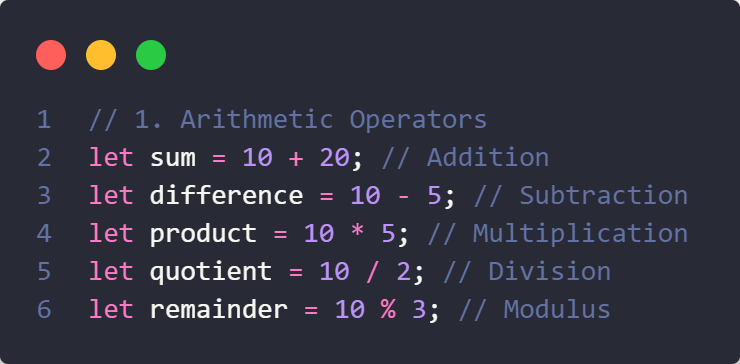 1 // 1. Arithmetic Operators
2 let sum = 10 + 20; // Addition
3 let difference = 10 - 5; // Subtraction
4 let product = 10 * 5; // Multiplication
5 let quotient = 10 / 2; // Division
6 let remainder = 10 % 3; // Modulus